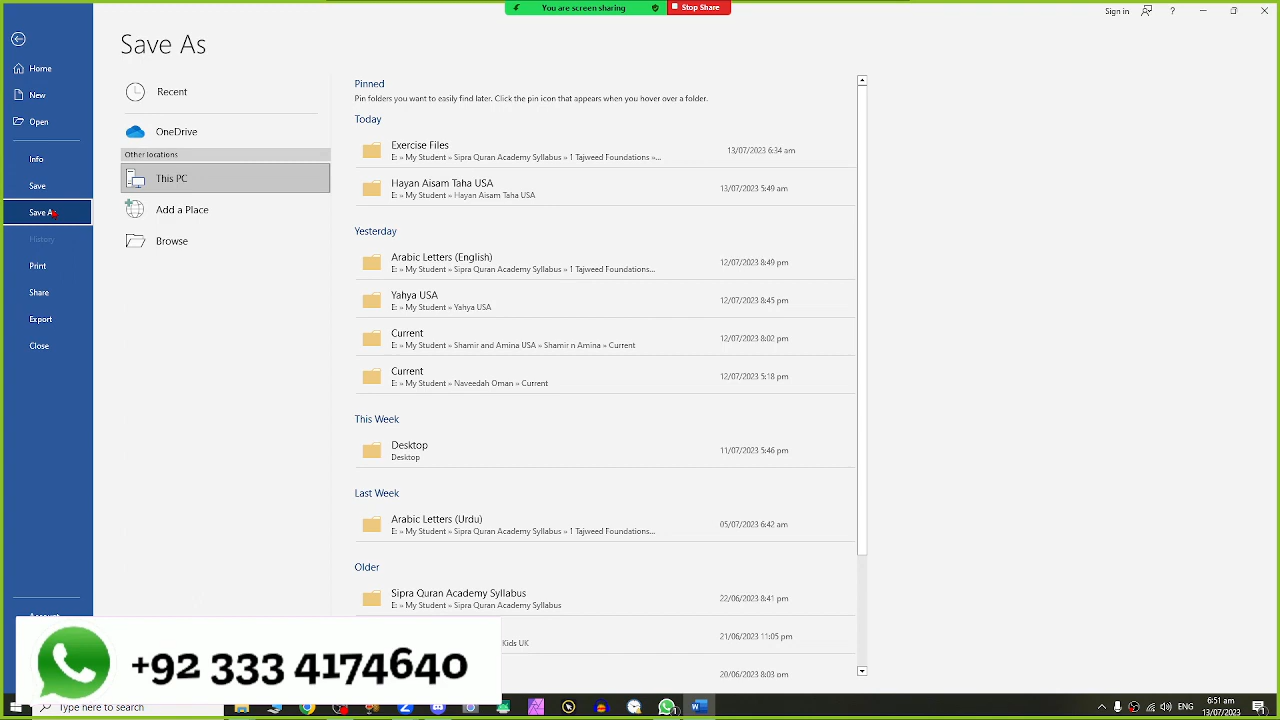 You are screen sharing
Stop Share
Sign in
?
Save As
Home
New
Open
Info
Save
Save As
History
Print
Share
Export
Close
Account
Recent
OneDrive
Other locations
This PC
Add a Place
Browse
Pinned
Pin folders you want to easily find later. Click the pin icon that appears when you hover over a folder.
Today
Exercise Files 13/07/2023 6:34 am
E: » My Student » Sipra Quran Academy Syllabus » 1 Tajweed Foundations »...
Hayan Aisam Taha USA 13/07/2023 5:49 am
E: » My Student » Hayan Aisam Taha USA
Yesterday
Arabic Letters (English) 12/07/2023 8:49 pm
E: » My Student » Sipra Quran Academy Syllabus » 1 Tajweed Foundations...
Yahya USA 12/07/2023 8:45 pm
E: » My Student » Yahya USA
Current 12/07/2023 8:02 pm
E: » My Student » Shamir and Amina USA » Shamir n Amina » Current
Current 12/07/2023 5:18 pm
E: » My Student » Naveedah Oman » Current
This Week
Desktop 11/07/2023 5:46 pm
Desktop
Last Week
Arabic Letters (Urdu) 05/07/2023 6:42 am
E: » My Student » Sipra Quran Academy Syllabus » 1 Tajweed Foundations...
Older
Sipra Quran Academy Syllabus 22/06/2023 8:41 pm
E: » My Student » Sipra Quran Academy Syllabus
Kids UK 21/06/2023 11:05 pm
20/06/2023 8:03 am
+92 333 4174640
Type here to search
6:51 am
13/07/2023